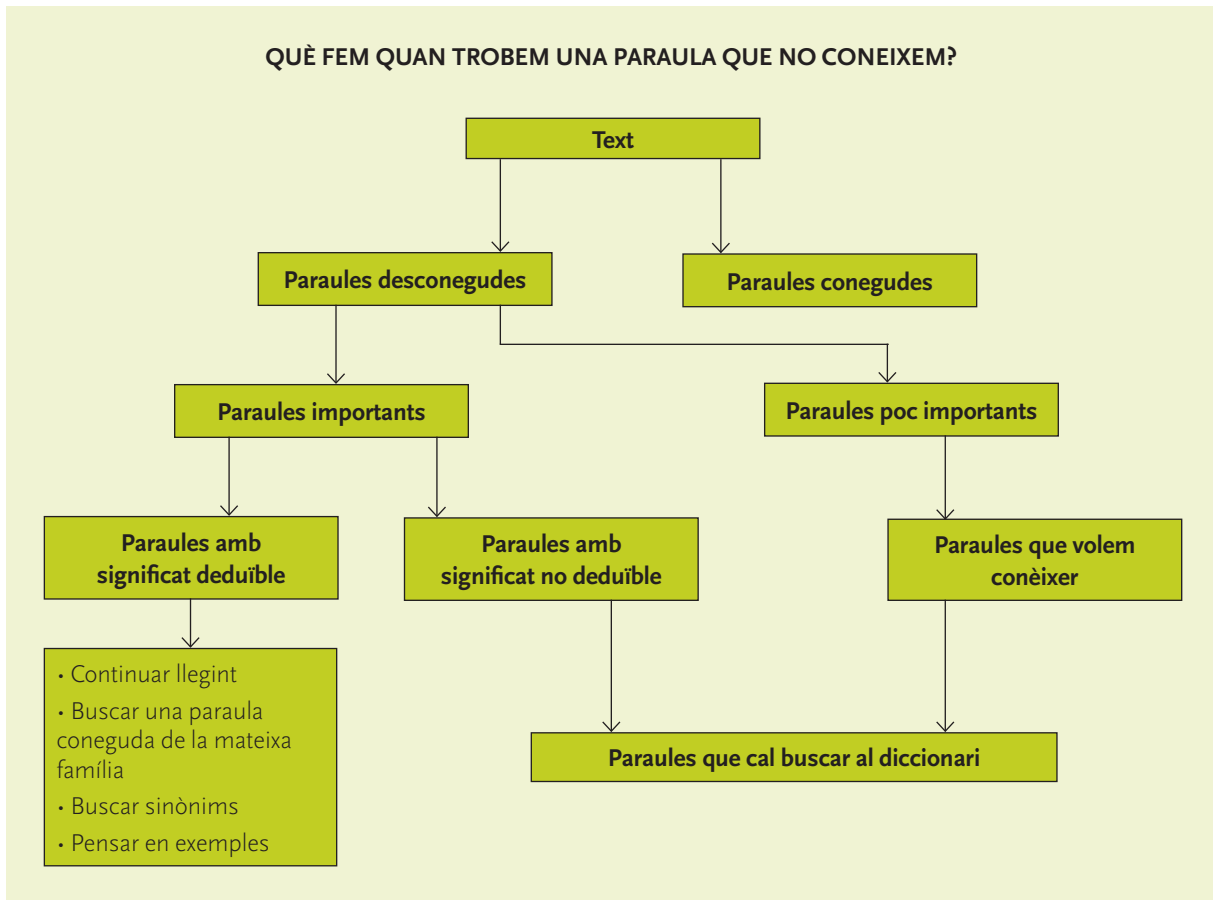 QUÈ FEM QUAN TROBEM UNA PARAULA QUE NO CONEIXEM?
Text
Paraules desconegudes
Paraules conegudes
Paraules importants
Paraules poc importants
Paraules amb
significat deduïble
Paraules amb
significat no deduïble
Paraules que volem
conèixer
• Continuar llegint
• Buscar una paraula
coneguda de la mateixa
família
• Buscar sinònims
• Pensar en exemples
Paraules que cal buscar al diccionari